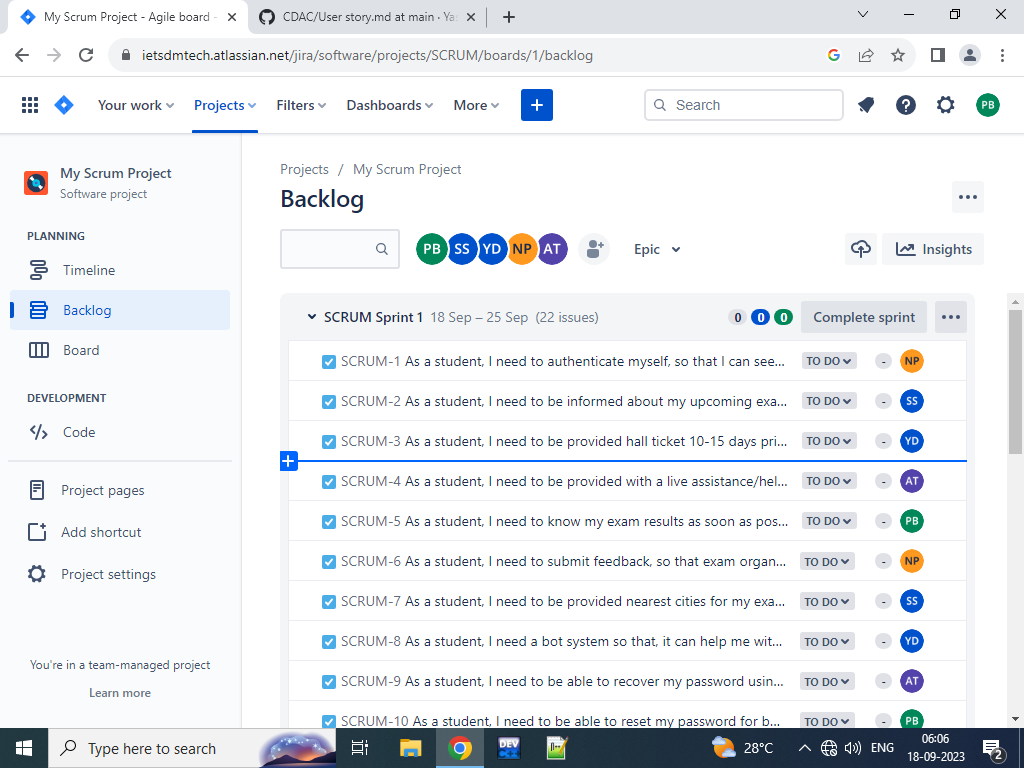 My Scrum Project - Agile board -
CDAC/User story.md at main · Yas
ietsdmtech.atlassian.net/jira/software/projects/SCRUM/boards/1/backlog
Your work Projects Filters Dashboards More Search PB
My Scrum Project
Software project
PLANNING
Timeline
Backlog
Board
DEVELOPMENT
Code
Project pages
Add shortcut
Project settings
You're in a team-managed project
Learn more
Projects / My Scrum Project
Backlog
PB SS YD NP AT Epic Insights
SCRUM Sprint 1 18 Sep – 25 Sep (22 issues) 0 0 0 Complete sprint
SCRUM-1 As a student, I need to authenticate myself, so that I can see... TO DO - NP
SCRUM-2 As a student, I need to be informed about my upcoming exa... TO DO - SS
SCRUM-3 As a student, I need to be provided hall ticket 10-15 days pri... TO DO - YD
SCRUM-4 As a student, I need to be provided with a live assistance/hel... TO DO - AT
SCRUM-5 As a student, I need to know my exam results as soon as pos... TO DO - PB
SCRUM-6 As a student, I need to submit feedback, so that exam organ... TO DO - NP
SCRUM-7 As a student, I need to be provided nearest cities for my exa... TO DO - SS
SCRUM-8 As a student, I need a bot system so that, it can help me wit... TO DO - YD
SCRUM-9 As a student, I need to be able to recover my password usin... TO DO - AT
SCRUM-10 As a student, I need to be able to reset my password for b... TO DO - PB
Type here to search
DEV
28°C
ENG
06:06
18-09-2023
2